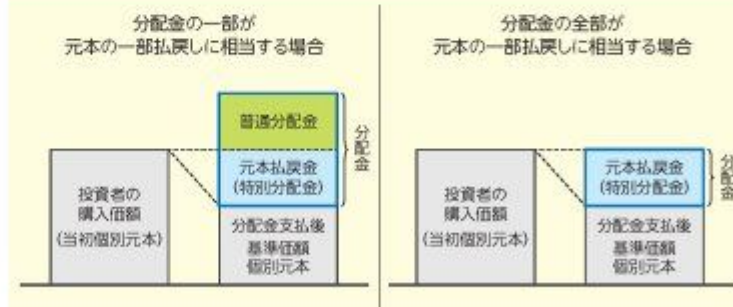 分配金の一部が
元本の一部払戻しに相当する場合
普通分配金
元本払戻金
(特別分配金)
分配金
投資者の
購入価額
(当初個別元本)
分配金支払後
基準価額
個別元本
分配金の全部が
元本の一部払戻しに相当する場合
元本払戻金
(特別分配金)
分配金
投資者の
購入価額
(当初個別元本)
分配金支払後
基準価額
個別元本